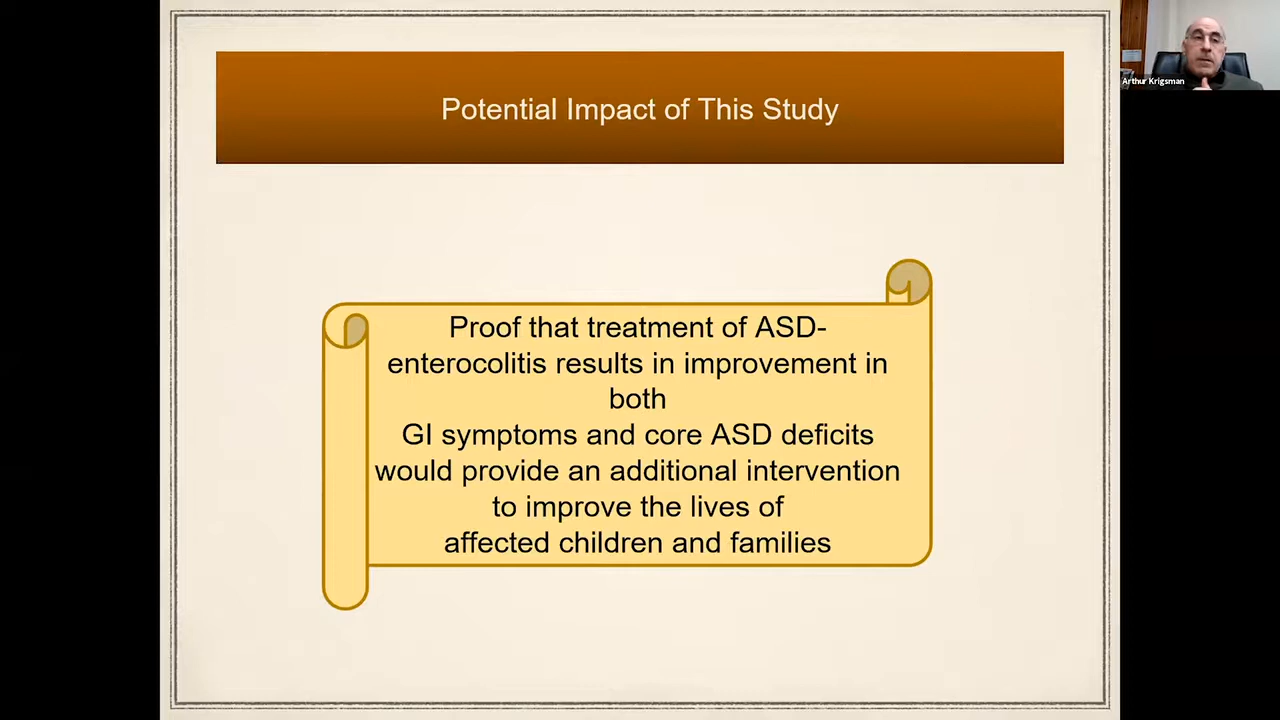 Potential Impact of This Study
Arthur Krigsman
Proof that treatment of ASD-
enterocolitis results in improvement in
both
GI symptoms and core ASD deficits
would provide an additional intervention
to improve the lives of
affected children and families